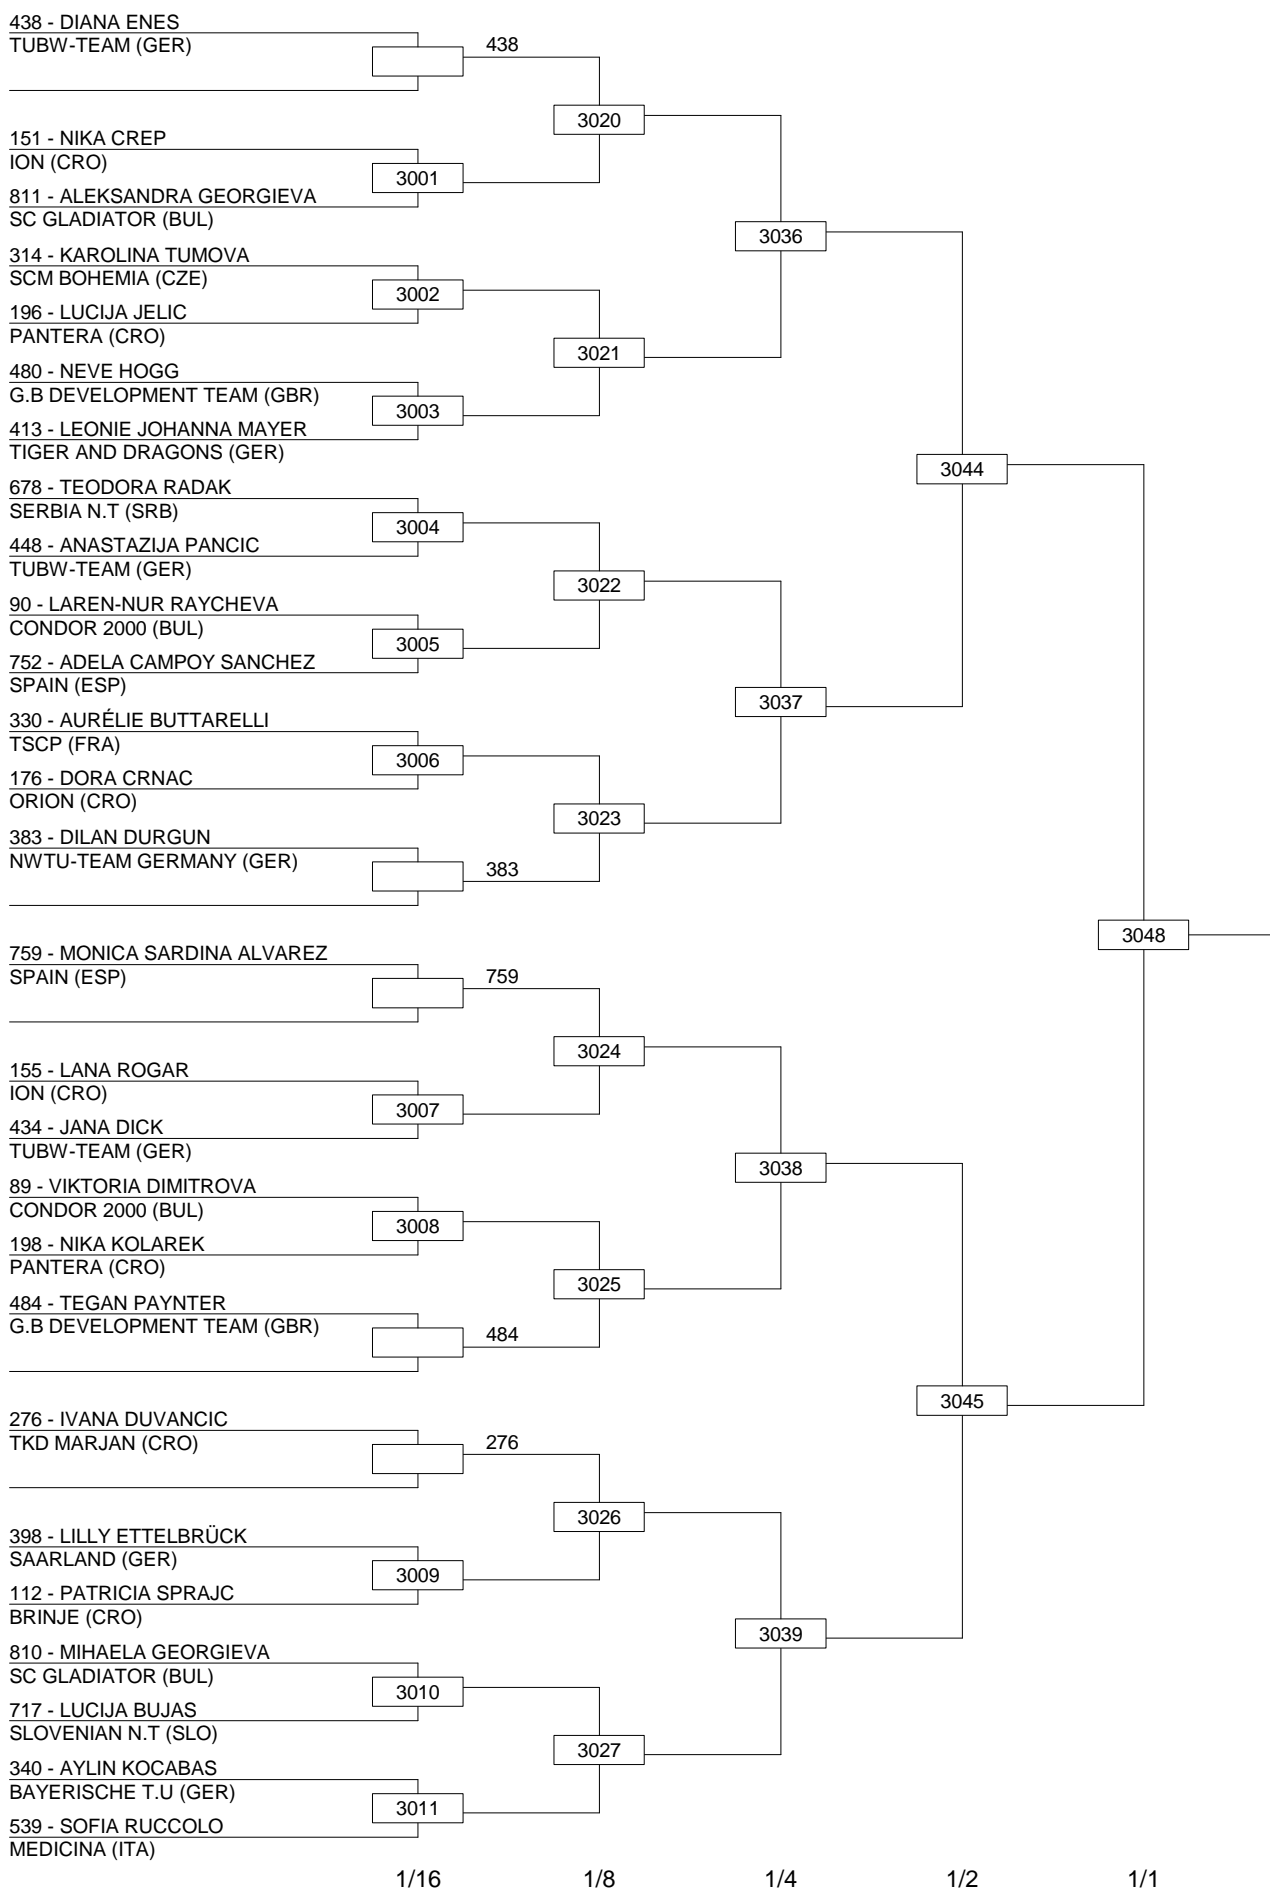 438 - DIANA ENES
TUBW-TEAM (GER)
438
3020
151 - NIKA CREP
ION (CRO)
3001
811 - ALEKSANDRA GEORGIEVA
SC GLADIATOR (BUL)
3036
314 - KAROLINA TUMOVA
SCM BOHEMIA (CZE)
3002
196 - LUCIJA JELIC
PANTERA (CRO)
3021
480 - NEVE HOGG
G.B DEVELOPMENT TEAM (GBR)
3003
413 - LEONIE JOHANNA MAYER
TIGER AND DRAGONS (GER)
3044
678 - TEODORA RADAK
SERBIA N.T (SRB)
3004
448 - ANASTAZIJA PANCIC
TUBW-TEAM (GER)
3022
90 - LAREN-NUR RAYCHEVA
CONDOR 2000 (BUL)
3005
752 - ADELA CAMPOY SANCHEZ
SPAIN (ESP)
3037
330 - AURÉLIE BUTTARELLI
TSCP (FRA)
3006
176 - DORA CRNAC
ORION (CRO)
3023
383 - DILAN DURGUN
NWTU-TEAM GERMANY (GER)
383
3048
759 - MONICA SARDINA ALVAREZ
SPAIN (ESP)
759
3024
155 - LANA ROGAR
ION (CRO)
3007
434 - JANA DICK
TUBW-TEAM (GER)
3038
89 - VIKTORIA DIMITROVA
CONDOR 2000 (BUL)
3008
198 - NIKA KOLAREK
PANTERA (CRO)
3025
484 - TEGAN PAYNTER
G.B DEVELOPMENT TEAM (GBR)
484
3045
276 - IVANA DUVANCIC
TKD MARJAN (CRO)
276
3026
398 - LILLY ETTELBRÜCK
SAARLAND (GER)
3009
112 - PATRICIA SPRAJC
BRINJE (CRO)
3039
810 - MIHAELA GEORGIEVA
SC GLADIATOR (BUL)
3010
717 - LUCIJA BUJAS
SLOVENIAN N.T (SLO)
3027
340 - AYLIN KOCABAS
BAYERISCHE T.U (GER)
3011
539 - SOFIA RUCCOLO
MEDICINA (ITA)
1/16 1/8 1/4 1/2 1/1